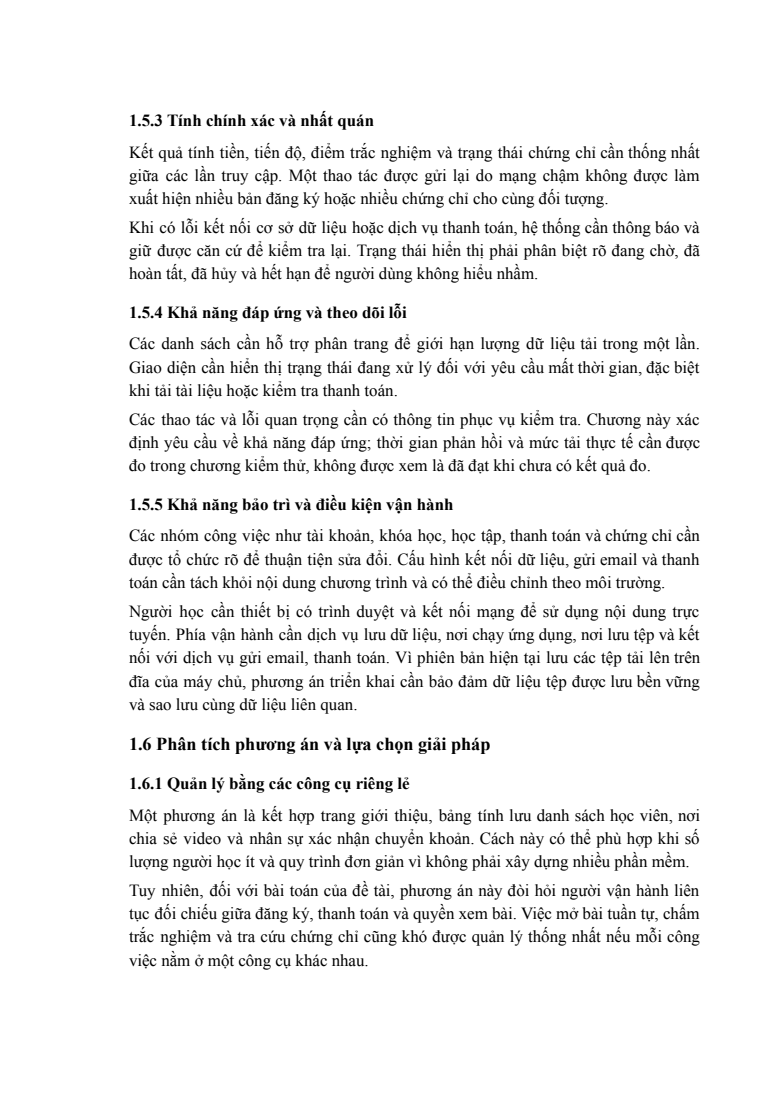 1.5.3 Tính chính xác và nhất quán
Kết quả tính tiền, tiến độ, điểm trắc nghiệm và trạng thái chứng chỉ cần thống nhất
giữa các lần truy cập. Một thao tác được gửi lại do mạng chậm không được làm
xuất hiện nhiều bản đăng ký hoặc nhiều chứng chỉ cho cùng đối tượng.
Khi có lỗi kết nối cơ sở dữ liệu hoặc dịch vụ thanh toán, hệ thống cần thông báo và
giữ được căn cứ để kiểm tra lại. Trạng thái hiển thị phải phân biệt rõ đang chờ, đã
hoàn tất, đã hủy và hết hạn để người dùng không hiểu nhầm.
1.5.4 Khả năng đáp ứng và theo dõi lỗi
Các danh sách cần hỗ trợ phân trang để giới hạn lượng dữ liệu tải trong một lần.
Giao diện cần hiển thị trạng thái đang xử lý đối với yêu cầu mất thời gian, đặc biệt
khi tải tài liệu hoặc kiểm tra thanh toán.
Các thao tác và lỗi quan trọng cần có thông tin phục vụ kiểm tra. Chương này xác
định yêu cầu về khả năng đáp ứng; thời gian phản hồi và mức tải thực tế cần được
đo trong chương kiểm thử, không được xem là đã đạt khi chưa có kết quả đo.
1.5.5 Khả năng bảo trì và điều kiện vận hành
Các nhóm công việc như tài khoản, khóa học, học tập, thanh toán và chứng chỉ cần
được tổ chức rõ để thuận tiện sửa đổi. Cấu hình kết nối dữ liệu, gửi email và thanh
toán cần tách khỏi nội dung chương trình và có thể điều chỉnh theo môi trường.
Người học cần thiết bị có trình duyệt và kết nối mạng để sử dụng nội dung trực
tuyến. Phía vận hành cần dịch vụ lưu dữ liệu, nơi chạy ứng dụng, nơi lưu tệp và kết
nối với dịch vụ gửi email, thanh toán. Vì phiên bản hiện tại lưu các tệp tải lên trên
đĩa của máy chủ, phương án triển khai cần bảo đảm dữ liệu tệp được lưu bền vững
và sao lưu cùng dữ liệu liên quan.
1.6 Phân tích phương án và lựa chọn giải pháp
1.6.1 Quản lý bằng các công cụ riêng lẻ
Một phương án là kết hợp trang giới thiệu, bảng tính lưu danh sách học viên, nơi
chia sẻ video và nhân sự xác nhận chuyển khoản. Cách này có thể phù hợp khi số
lượng người học ít và quy trình đơn giản vì không phải xây dựng nhiều phần mềm.
Tuy nhiên, đối với bài toán của đề tài, phương án này đòi hỏi người vận hành liên
tục đối chiếu giữa đăng ký, thanh toán và quyền xem bài. Việc mở bài tuần tự, chấm
trắc nghiệm và tra cứu chứng chỉ cũng khó được quản lý thống nhất nếu mỗi công
việc nằm ở một công cụ khác nhau.